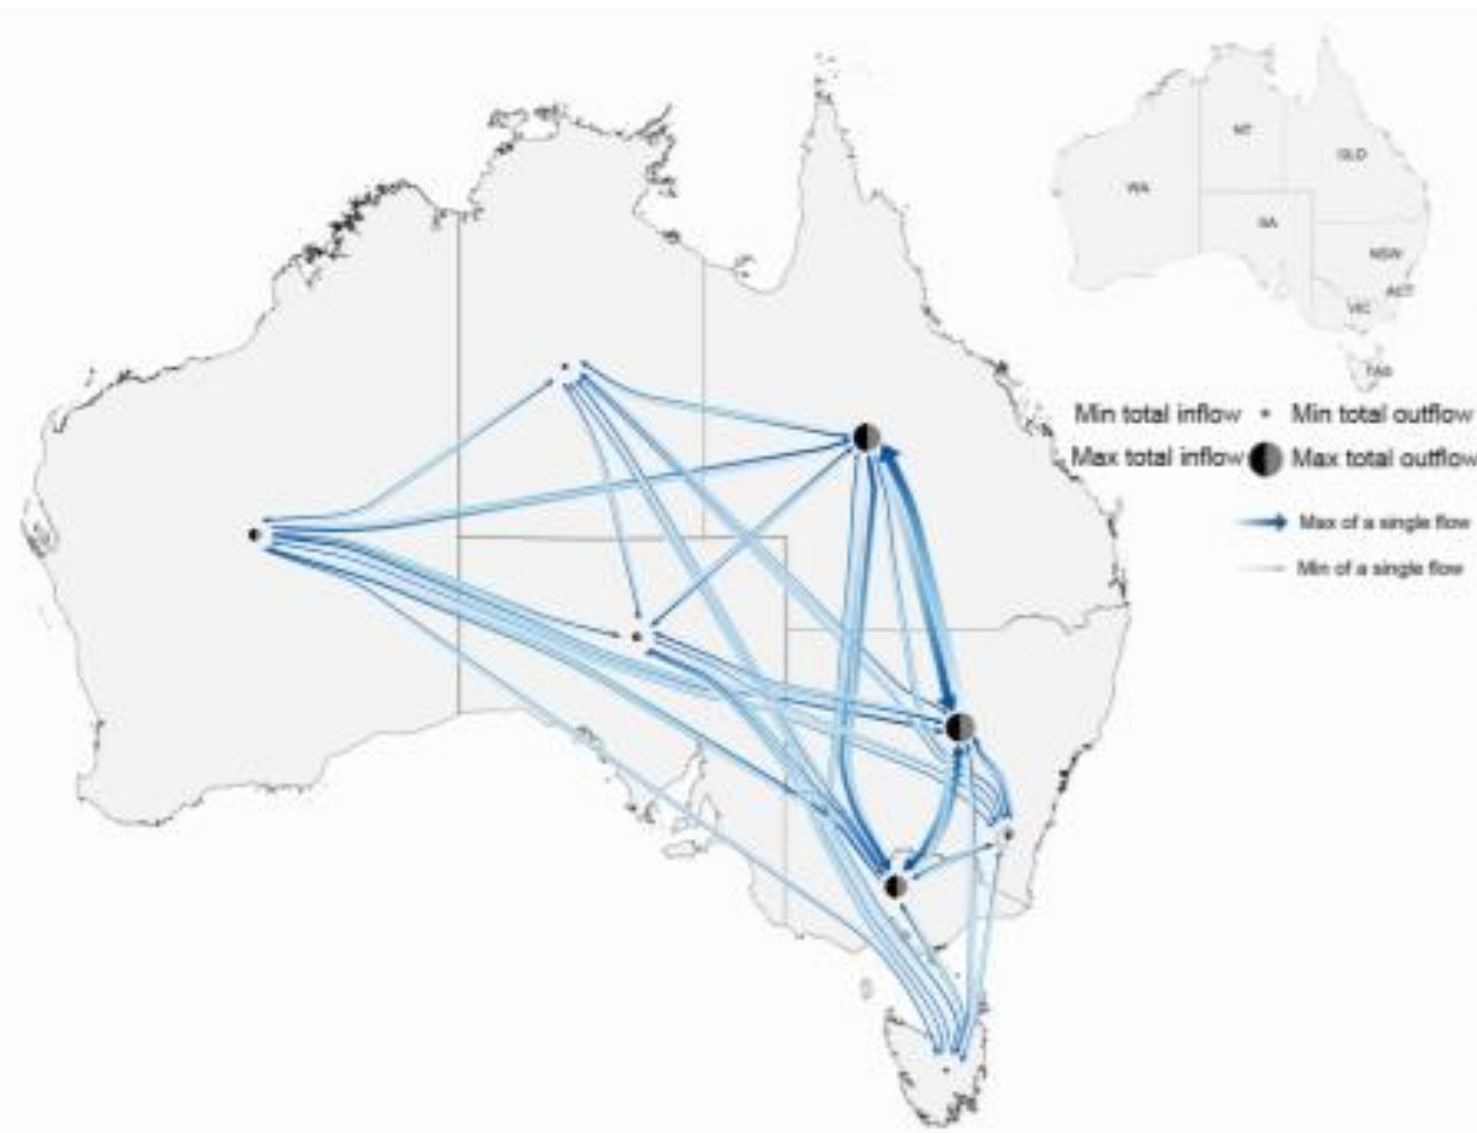 NT
QLD
WA
SA
NSW
ACT
VIC
TAS
Min total inflow Min total outflow
Max total inflow Max total outflow
Max of a single flow
Min of a single flow